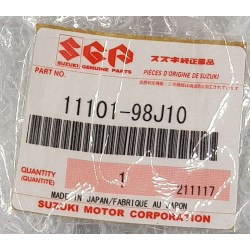 SGP
スズキ純正部品
SUZUKI GENUINE PARTS
PIÈCES D'ORIGINE DE SUZUKI
PART NO.
11101-98J10
QUANTITY
(QUANTITÉ)
1
211117
MADE IN JAPAN/FABRIQUE AU JAPON
SUZUKI MOTOR CORPORATION